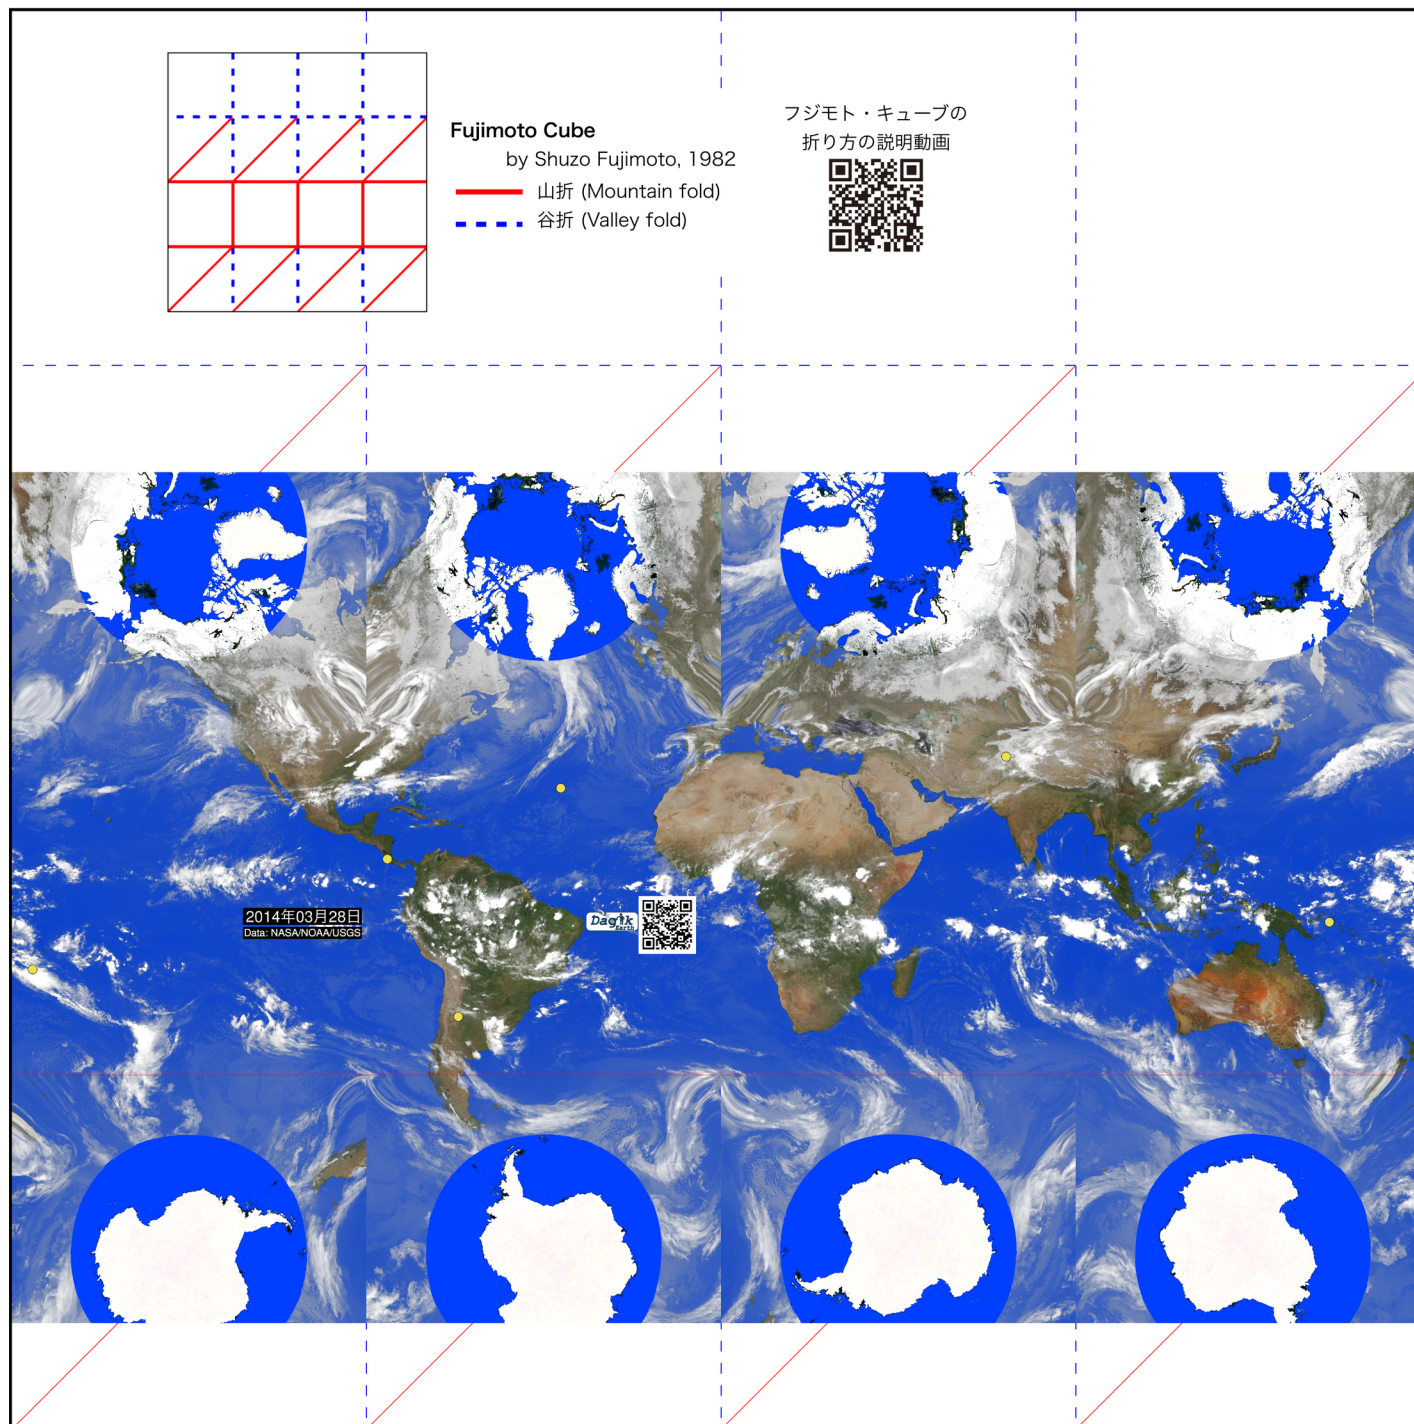 Fujimoto Cube
by Shuzo Fujimoto, 1982
山折 (Mountain fold)
谷折 (Valley fold)
フジモト・キューブの
折り方の説明動画
2014年03月28日
Data: NASA/NOAA/USGS
Dagik
Earth